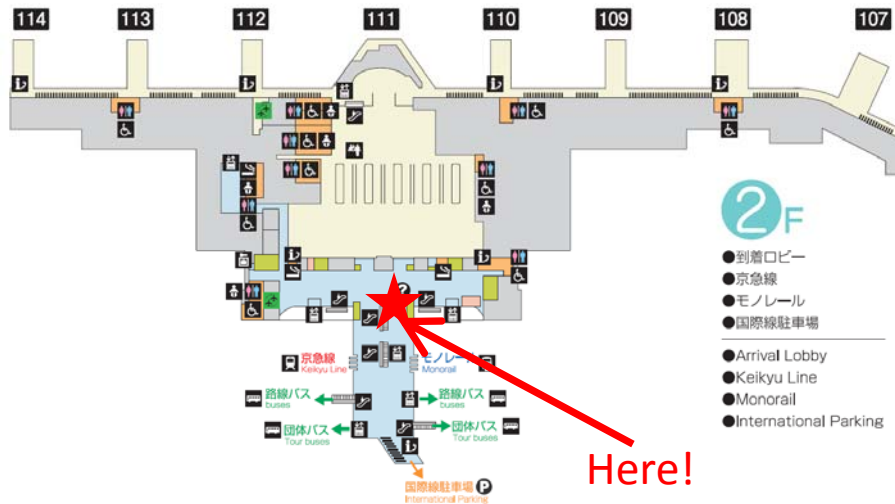 114
113
112
111
110
109
108
107
2F
●到着ロビー
●京急線
●モノレール
●国際線駐車場
●Arrival Lobby
●Keikyu Line
●Monorail
●International Parking
?
京急線
Keikyu Line
モノレール
Monorail
路線バス
buses
路線バス
buses
団体バス
Tour buses
団体バス
Tour buses
Here!
国際線駐車場 P
International Parking